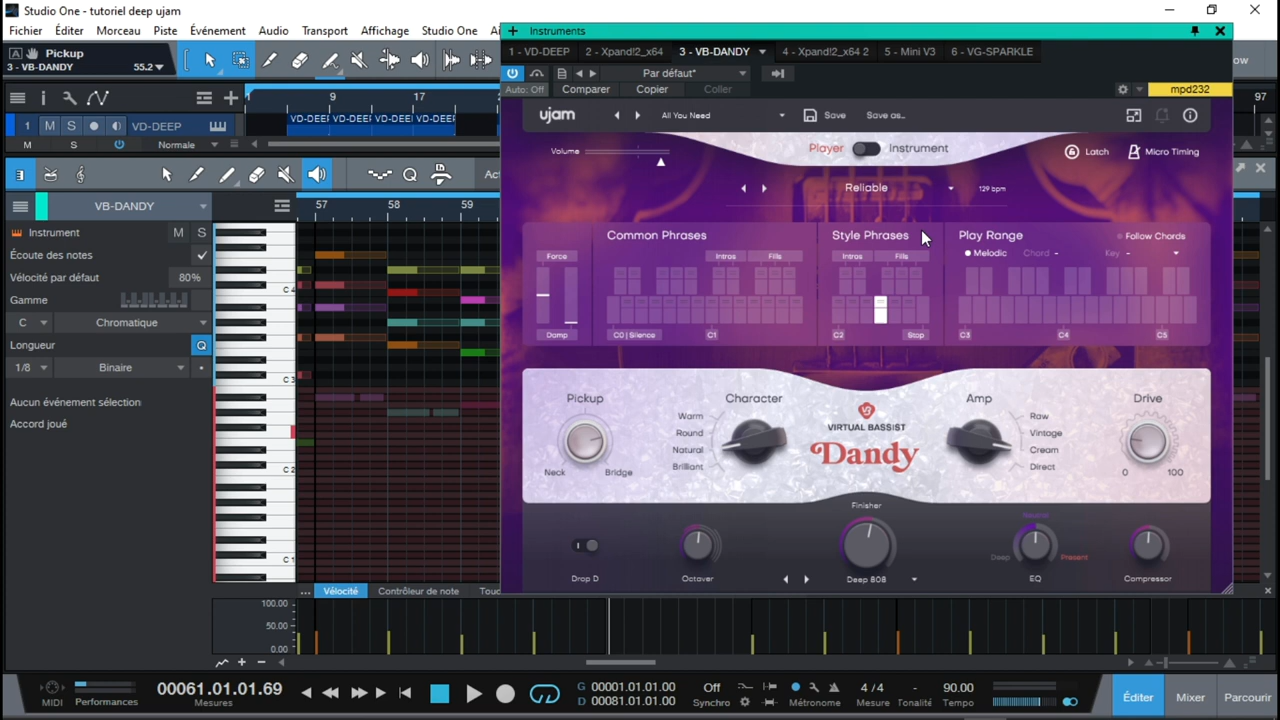 Studio One - tutoriel deep ujam
Fichier Éditer Morceau Piste Événement Audio Transport Affichage Studio One
+ Instruments
Pickup
3 - VB-DANDY 55.2
1 - VD-DEEP 2 - Xpand!2_x64 3 - VB-DANDY 4 - Xpand!2_x64 2 5 - Mini V3 6 - VG-SPARKLE
Par défaut*
Auto: Off Comparer Copier Coller mpd232
9 17 97
1 M S VD-DEEP
VD-DEEF VD-DEEF VD-DEEF VD-DEEF
M S Normale
ujam All You Need Save Save as...
Volume Player Instrument Latch Micro Timing
VB-DANDY
57 58 59
Reliable 129 bpm
Instrument M S
Écoute des notes
Vélocité par défaut 80%
Gamme
C Chromatique
Longueur Q
1/8 Binaire
Aucun événement sélection
Accord joué
C 4
C 3
C 2
C 1
Common Phrases Style Phrases Play Range Follow Chords
Force Intros Fills Intros Fills Melodic Chord - Key -
Damp C0 | Silence C1 C2 Stop C3 C4 C5
Pickup Character Amp Drive
Warm
Round
Natural
Brilliant
Neck Bridge
VB
VIRTUAL BASSIST
Dandy
Raw
Vintage
Cream
Direct
0 100
Finisher
Neutral
Deep Present
Drop D Octaver Deep 808 EQ Compressor
... Vélocité Contrôleur de note
100.00
50.00
0.00
MIDI Performances
00061.01.01.69
Mesures
G 00001.01.01.00
D 00081.01.01.00
Off
Synchro
Métronome
4 / 4
Mesure
-
Tonalité
90.00
Tempo
Éditer Mixer Parcourir